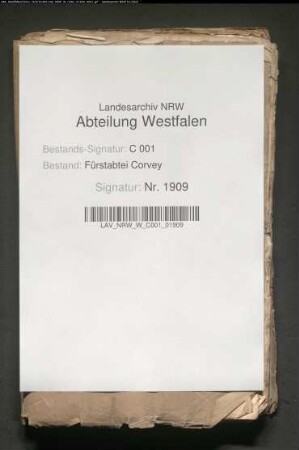 Landesarchiv NRW
Abteilung Westfalen
Bestands-Signatur: C 001
Bestand: Fürstabtei Corvey
Signatur: Nr. 1909
LAV_NRW_W_C001_01909